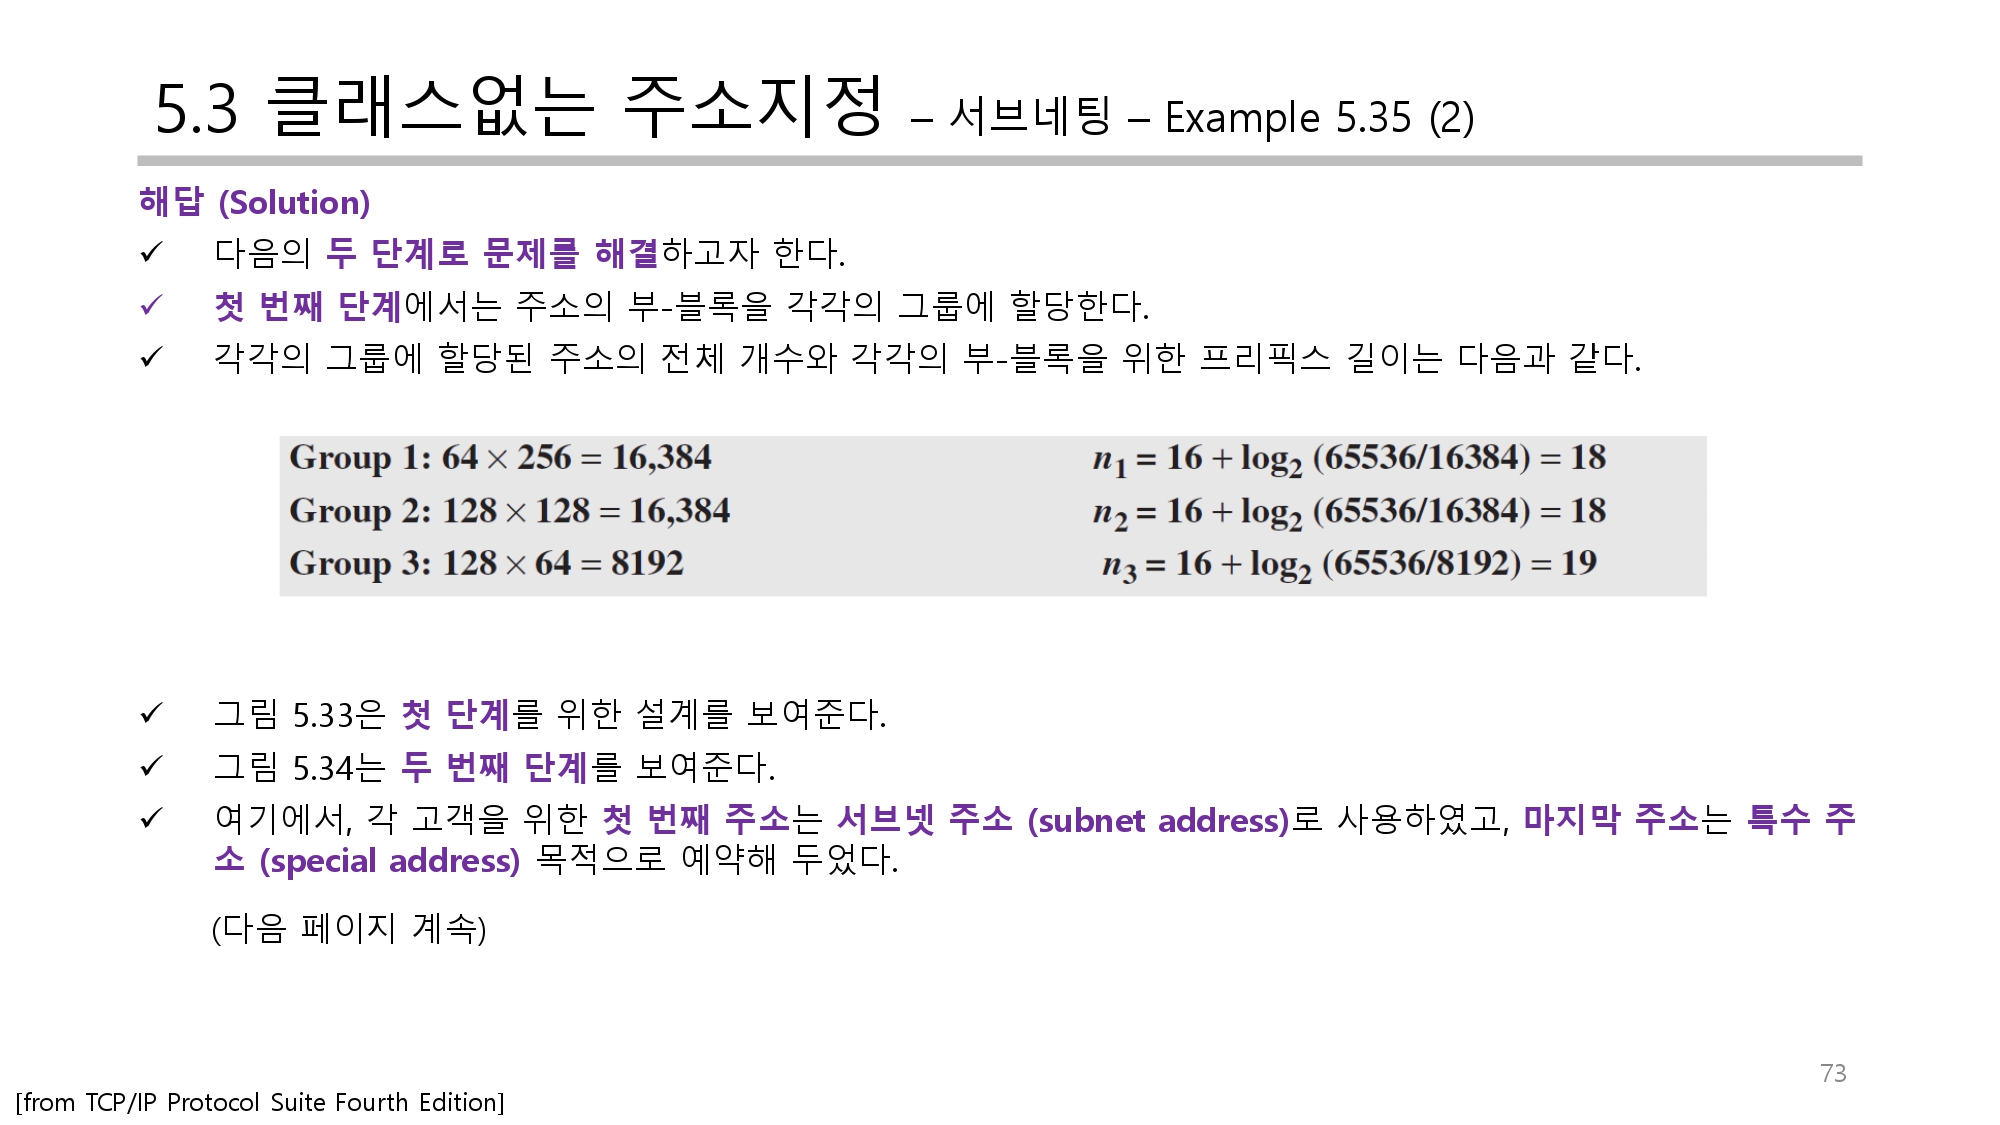 5.3 클래스없는 주소지정 – 서브네팅 – Example 5.35 (2)
해답 (Solution)
✓ 다음의 두 단계로 문제를 해결하고자 한다.
✓ 첫 번째 단계에서는 주소의 부-블록을 각각의 그룹에 할당한다.
✓ 각각의 그룹에 할당된 주소의 전체 개수와 각각의 부-블록을 위한 프리픽스 길이는 다음과 같다.
Group 1: 64 × 256 = 16,384 n₁ = 16 + log₂ (65536/16384) = 18
Group 2: 128 × 128 = 16,384 n₂ = 16 + log₂ (65536/16384) = 18
Group 3: 128 × 64 = 8192 n₃ = 16 + log₂ (65536/8192) = 19
✓ 그림 5.33은 첫 단계를 위한 설계를 보여준다.
✓ 그림 5.34는 두 번째 단계를 보여준다.
✓ 여기에서, 각 고객을 위한 첫 번째 주소는 서브넷 주소 (subnet address)로 사용하였고, 마지막 주소는 특수 주
소 (special address) 목적으로 예약해 두었다.
(다음 페이지 계속)
73
[from TCP/IP Protocol Suite Fourth Edition]